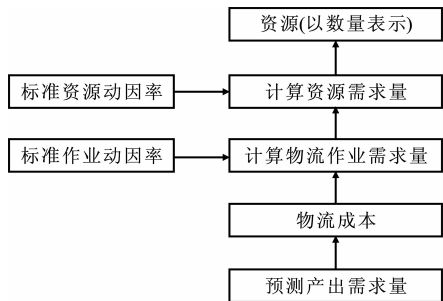 资源(以数量表示)
标准资源动因率
计算资源需求量
标准作业动因率
计算物流作业需求量
物流成本
预测产出需求量